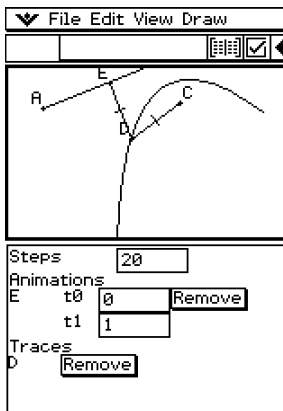 File Edit View Draw
E
A
C
D
Steps 20
Animations
E t0 0 Remove
t1 1
Traces
D Remove